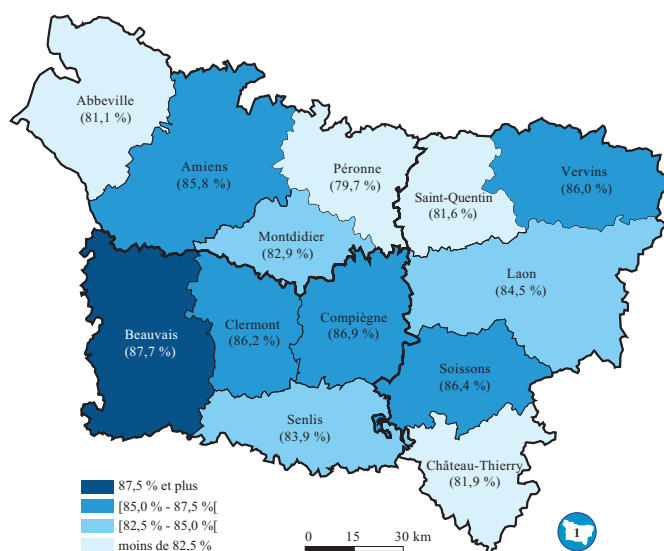 Abbeville
(81,1 %)
Amiens
(85,8 %)
Péronne
(79,7 %)
Saint-Quentin
(81,6 %)
Vervins
(86,0 %)
Montdidier
(82,9 %)
Laon
(84,5 %)
Beauvais
(87,7 %)
Clermont
(86,2 %)
Compiègne
(86,9 %)
Soissons
(86,4 %)
Senlis
(83,9 %)
Château-Thierry
(81,9 %)
87,5 % et plus
[85,0 % - 87,5 %[
[82,5 % - 85,0 %[
moins de 82,5 %
0 15 30 km
1